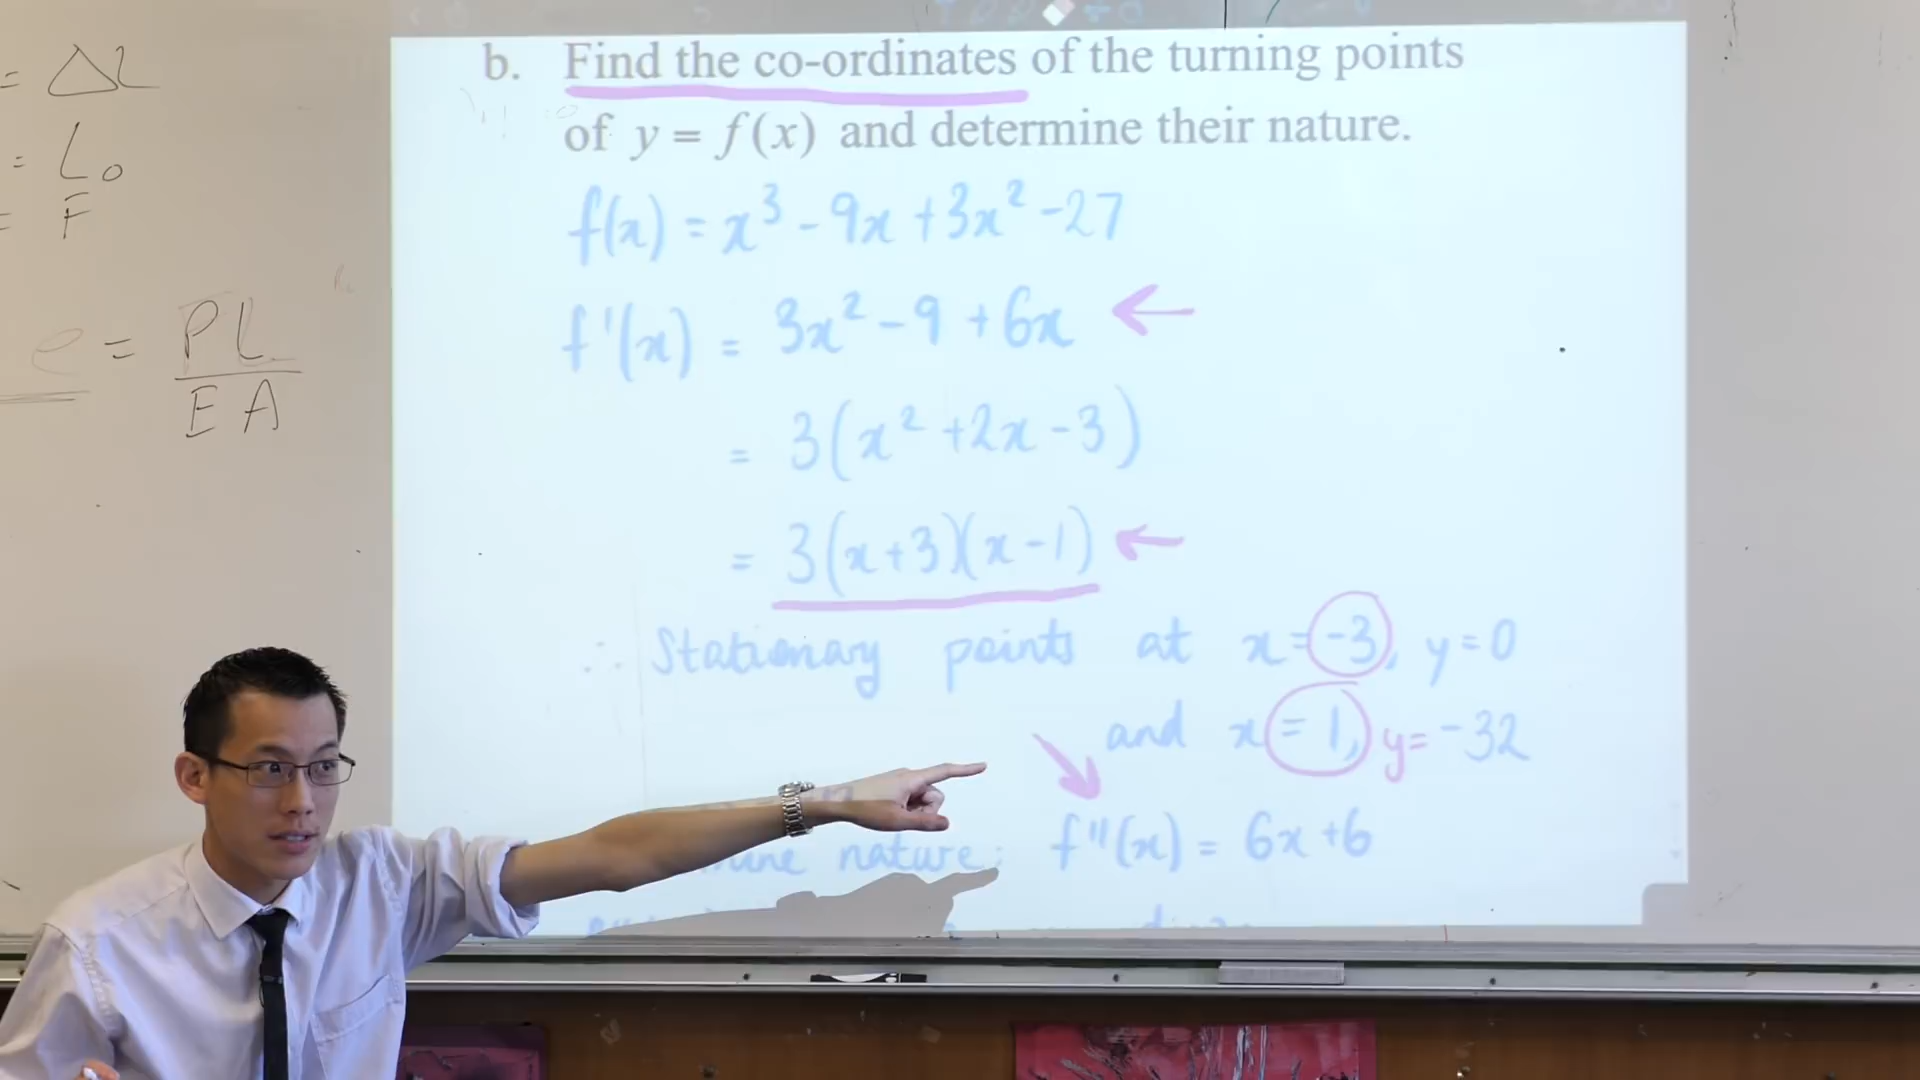 = ΔL
= L₀
= F
e = PL
EA
b. Find the co-ordinates of the turning points
of y = f(x) and determine their nature.
f(x) = x³ - 9x + 3x² - 27
f'(x) = 3x² - 9 + 6x ←
= 3(x² + 2x - 3)
= 3(x+3)(x-1) ←
∴ Stationary points at x = -3, y = 0
and x = 1, y = -32
nature: f''(x) = 6x + 6